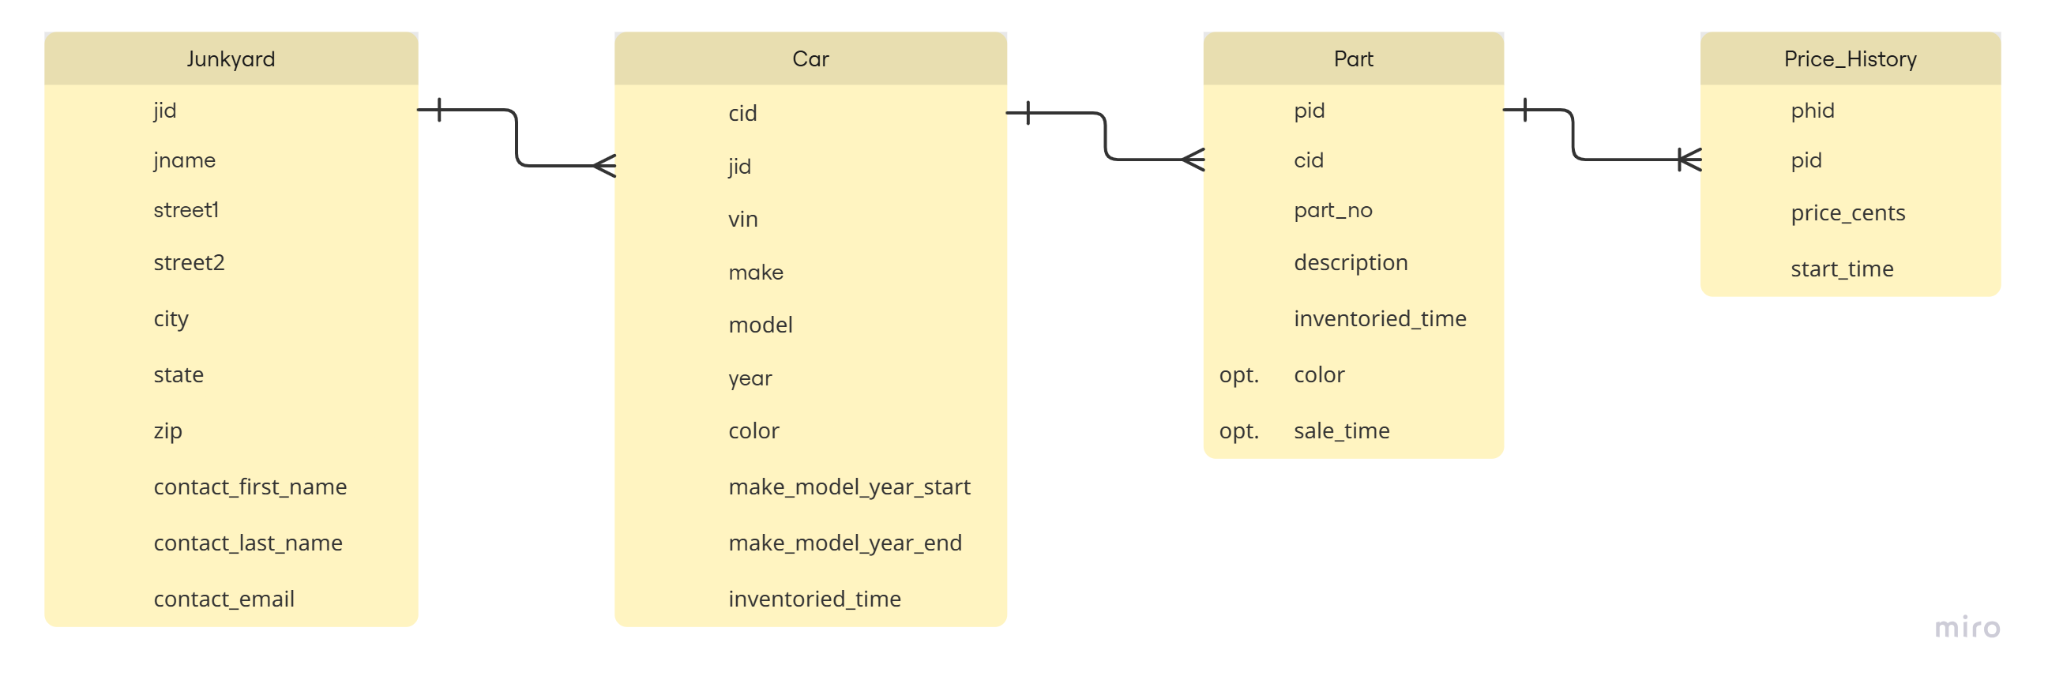 Junkyard
jid
jname
street1
street2
city
state
zip
contact_first_name
contact_last_name
contact_email
Car
cid
jid
vin
make
model
year
color
make_model_year_start
make_model_year_end
inventoried_time
Part
pid
cid
part_no
description
inventoried_time
opt. color
opt. sale_time
Price_History
phid
pid
price_cents
start_time
miro